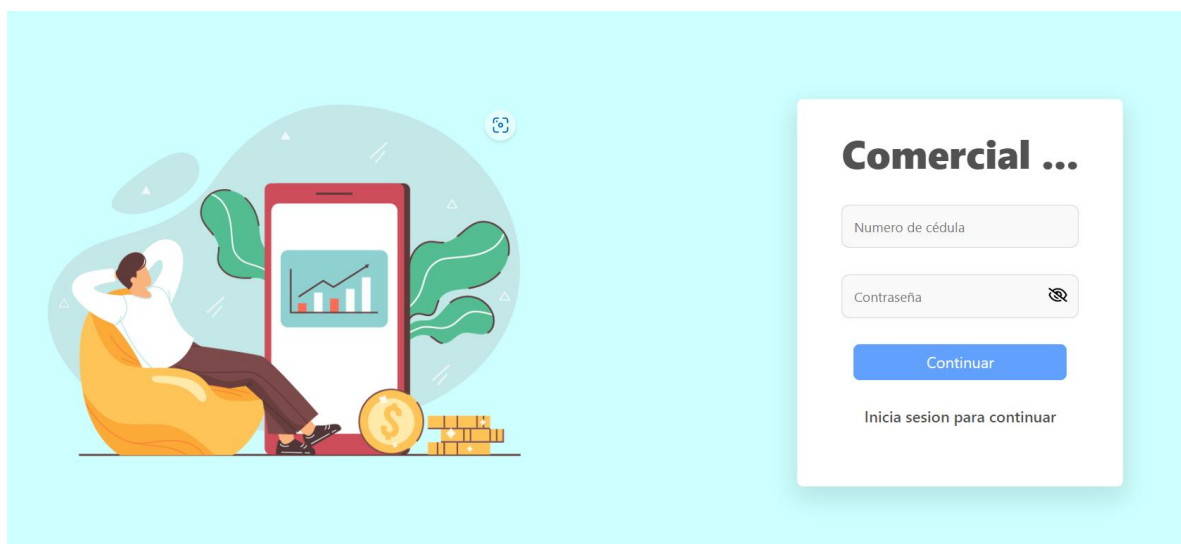 Comercial ...
Numero de cédula
Contraseña
Continuar
Inicia sesion para continuar